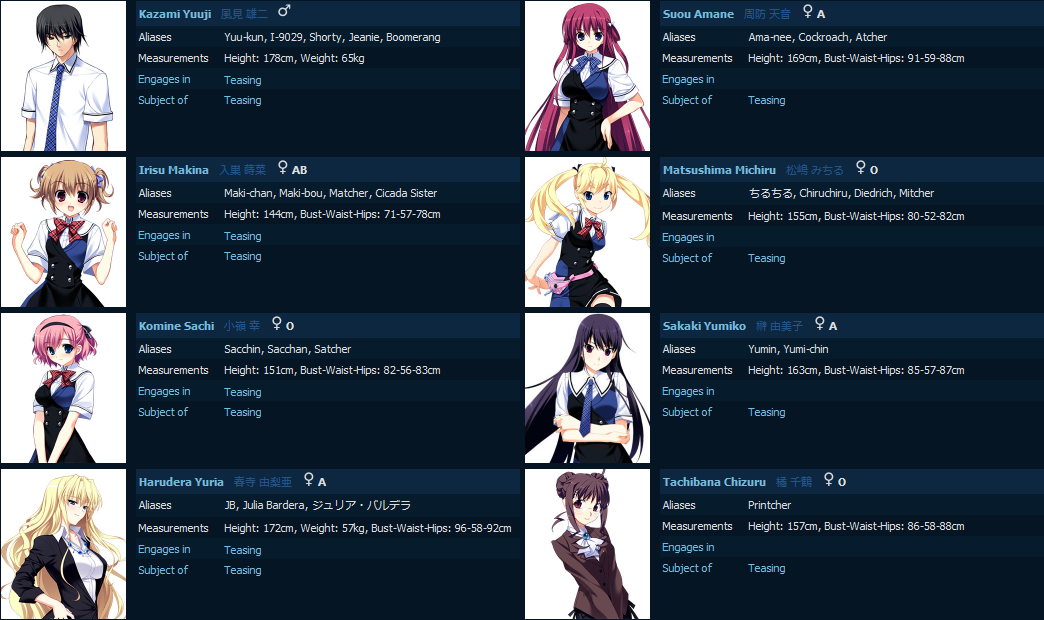 Kazami Yuuji 風見 雄二 ♂
Aliases Yuu-kun, I-9029, Shorty, Jeanie, Boomerang
Measurements Height: 178cm, Weight: 65kg
Engages in Teasing
Subject of Teasing
Suou Amane 周防 天音 ♀ A
Aliases Ama-nee, Cockroach, Atcher
Measurements Height: 169cm, Bust-Waist-Hips: 91-59-88cm
Engages in
Subject of Teasing
Irisu Makina 入巣 蒔菜 ♀ AB
Aliases Maki-chan, Maki-bou, Matcher, Cicada Sister
Measurements Height: 144cm, Bust-Waist-Hips: 71-57-78cm
Engages in Teasing
Subject of Teasing
Matsushima Michiru 松嶋 みちる ♀ O
Aliases ちるちる, Chiruchiru, Diedrich, Mitcher
Measurements Height: 155cm, Bust-Waist-Hips: 80-52-82cm
Engages in
Subject of Teasing
Komine Sachi 小嶺 幸 ♀ O
Aliases Sacchin, Sacchan, Satcher
Measurements Height: 151cm, Bust-Waist-Hips: 82-56-83cm
Engages in Teasing
Subject of Teasing
Sakaki Yumiko 榊 由美子 ♀ A
Aliases Yumin, Yumi-chin
Measurements Height: 163cm, Bust-Waist-Hips: 85-57-87cm
Engages in
Subject of Teasing
Harudera Yuria 春寺 由梨亜 ♀ A
Aliases JB, Julia Bardera, ジュリア・バルデラ
Measurements Height: 172cm, Weight: 57kg, Bust-Waist-Hips: 96-58-92cm
Engages in Teasing
Subject of Teasing
Tachibana Chizuru 橘 千鶴 ♀ O
Aliases Printcher
Measurements Height: 157cm, Bust-Waist-Hips: 86-58-88cm
Engages in
Subject of Teasing